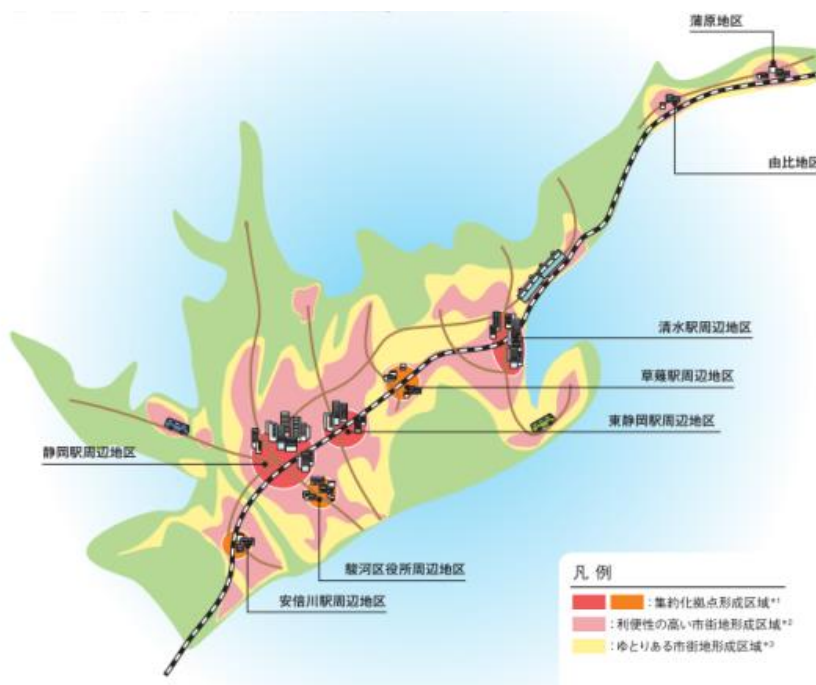 蒲原地区
由比地区
清水駅周辺地区
草薙駅周辺地区
東静岡駅周辺地区
静岡駅周辺地区
駿河区役所周辺地区
安倍川駅周辺地区
凡例
：集約化拠点形成区域*1
：利便性の高い市街地形成区域*2
：ゆとりある市街地形成区域*3